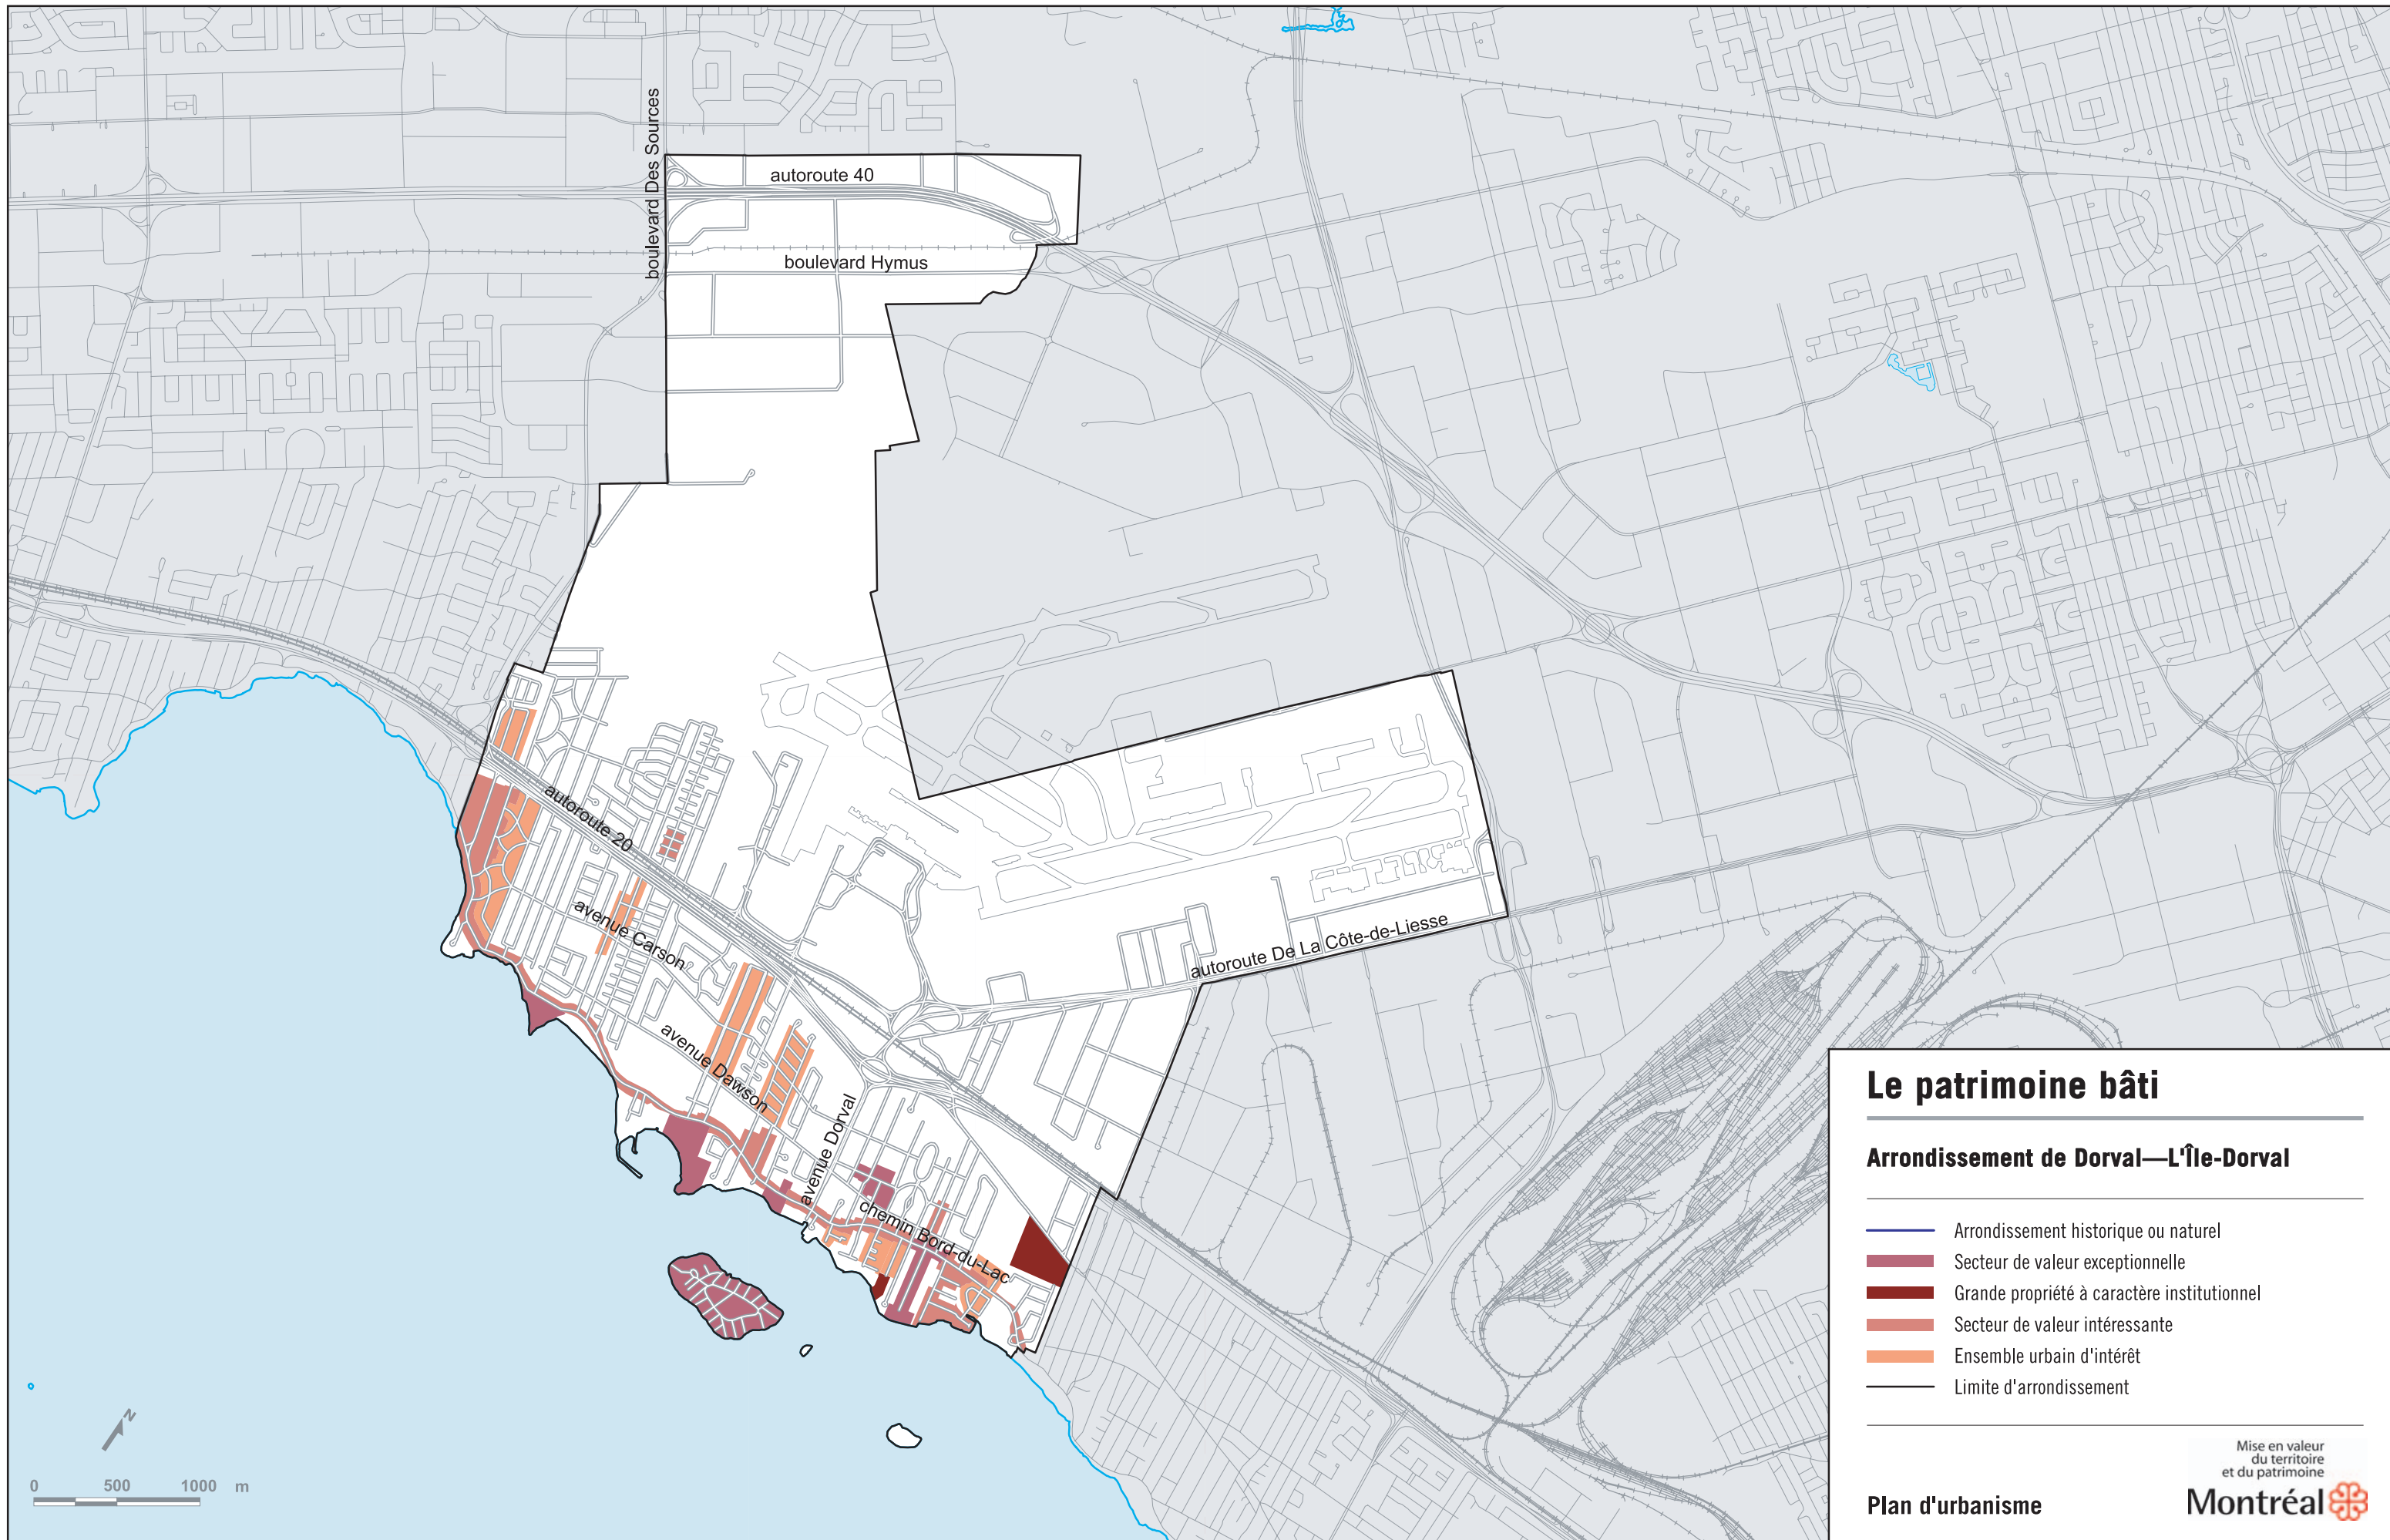 boulevard Des Sources
autoroute 40
boulevard Hymus
autoroute 20
avenue Carson
autoroute De La Côte-de-Liesse
avenue Dawson
avenue Dorval
chemin Bord-du-Lac
N
0 500 1000 m
Le patrimoine bâti
Arrondissement de Dorval—L'Île-Dorval
Arrondissement historique ou naturel
Secteur de valeur exceptionnelle
Grande propriété à caractère institutionnel
Secteur de valeur intéressante
Ensemble urbain d'intérêt
Limite d'arrondissement
Plan d'urbanisme
Mise en valeur
du territoire
et du patrimoine
Montréal